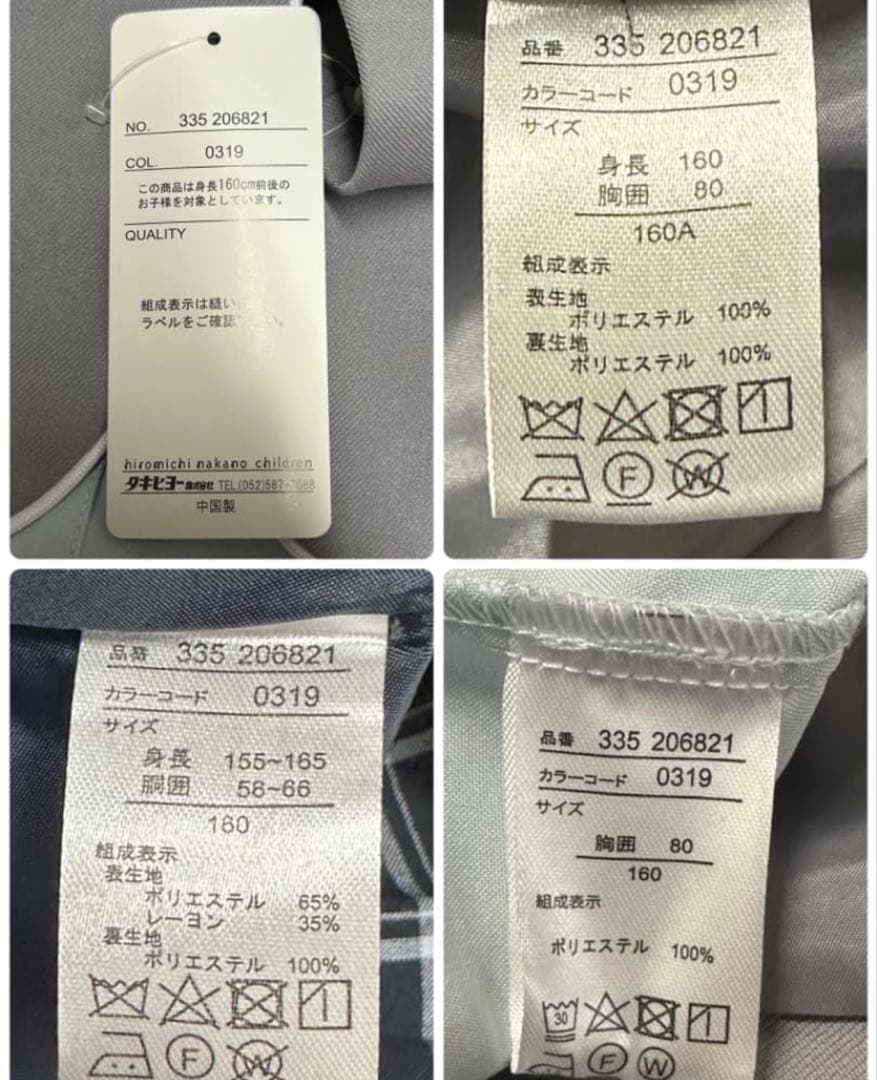 NO. 335 206821
COL. 0319
この商品は身長160cm前後の
お子様を対象としています。
QUALITY
組成表示は縫い
ラベルをご確認
hiromichi nakano children
タキヒヨー株式会社 TEL.(052)587-7088
中国製
品番 335 206821
カラーコード 0319
サイズ
身長 160
胸囲 80
160A
組成表示
表生地
ポリエステル 100%
裏生地
ポリエステル 100%
F
W
品番 335 206821
カラーコード 0319
サイズ
身長 155~165
胴囲 58~66
160
組成表示
表生地
ポリエステル 65%
レーヨン 35%
裏生地
ポリエステル 100%
F
W
品番 335 206821
カラーコード 0319
サイズ
胸囲 80
160
組成表示
ポリエステル 100%
30
F
W